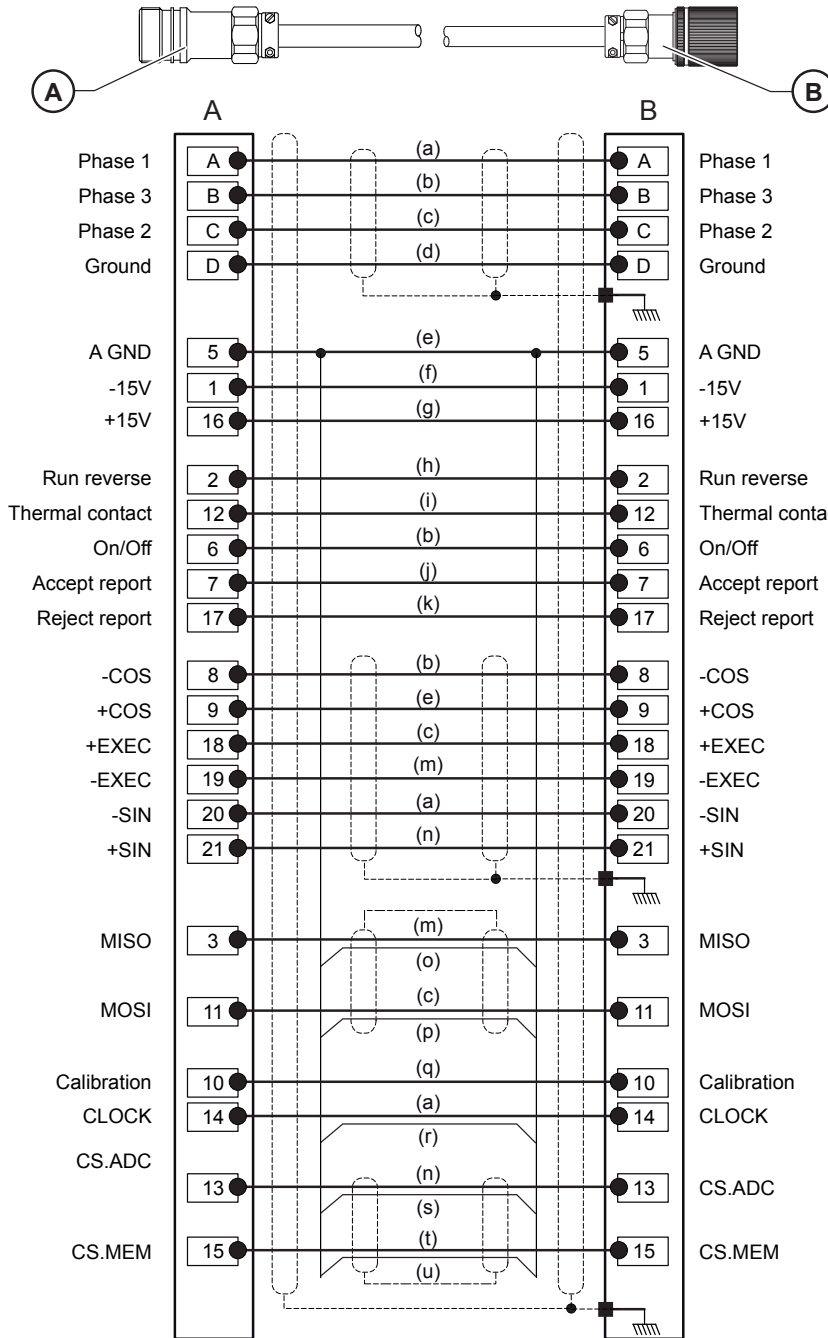 A B
A B
(a)
Phase 1 A A Phase 1
(b)
Phase 3 B B Phase 3
(c)
Phase 2 C C Phase 2
(d)
Ground D D Ground
(e)
A GND 5 5 A GND
(f)
-15V 1 1 -15V
(g)
+15V 16 16 +15V
(h)
Run reverse 2 2 Run reverse
(i)
Thermal contact 12 12 Thermal conta
(b)
On/Off 6 6 On/Off
(j)
Accept report 7 7 Accept report
(k)
Reject report 17 17 Reject report
(b)
-COS 8 8 -COS
(e)
+COS 9 9 +COS
(c)
+EXEC 18 18 +EXEC
(m)
-EXEC 19 19 -EXEC
(a)
-SIN 20 20 -SIN
(n)
+SIN 21 21 +SIN
(m)
MISO 3 3 MISO
(o)
(c)
MOSI 11 11 MOSI
(p)
(q)
Calibration 10 10 Calibration
(a)
CLOCK 14 14 CLOCK
(r)
CS.ADC
(n)
13 13 CS.ADC
(s)
(t)
CS.MEM 15 15 CS.MEM
(u)